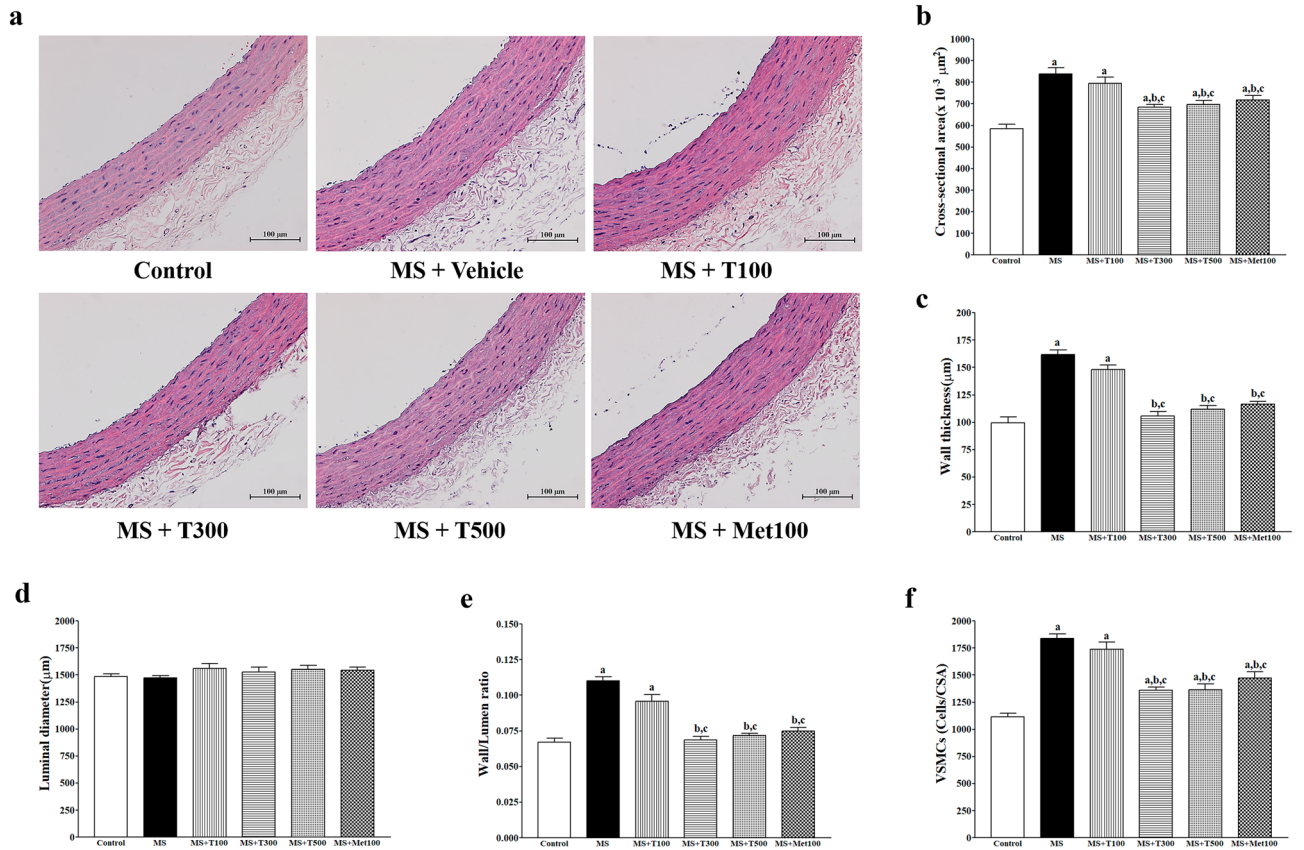 a
100 μm
100 μm
100 μm
Control
MS + Vehicle
MS + T100
100 μm
100 μm
100 μm
MS + T300
MS + T500
MS + Met100
b
Cross-sectional area(x 10⁻³ μm²)
1000
900
800
700
600
500
400
300
200
100
0
a
a
a,b,c
a,b,c
a,b,c
Control
MS
MS+T100
MS+T300
MS+T500
MS+Met100
c
Wall thickness(μm)
200
175
150
125
100
75
50
25
0
a
a
b,c
b,c
b,c
Control
MS
MS+T100
MS+T300
MS+T500
MS+Met100
d
Luminal diameter(μm)
2000
1750
1500
1250
1000
750
500
250
0
Control
MS
MS+T100
MS+T300
MS+T500
MS+Met100
e
Wall/Lumen ratio
0.150
0.125
0.100
0.075
0.050
0.025
0.000
a
a
b,c
b,c
b,c
Control
MS
MS+T100
MS+T300
MS+T500
MS+Met100
f
VSMCs (Cells/CSA)
2000
1750
1500
1250
1000
750
500
250
0
a
a
a,b,c
a,b,c
a,b,c
Control
MS
MS+T100
MS+T300
MS+T500
MS+Met100